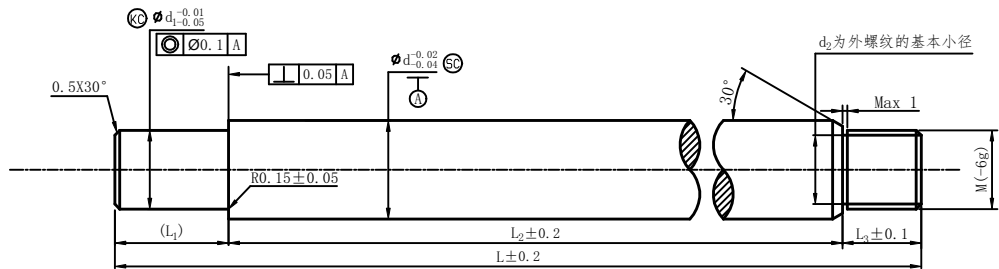 KC ø d₁-0.01 -0.05
◎ Ø0.1 A
⊥ 0.05 A
ø d-0.02 -0.04 SC
A
d₂为外螺纹的基本小径
0.5X30°
30°
Max 1
R0.15±0.05
M(-6g)
(L₁)
L₂±0.2
L₃±0.1
L±0.2